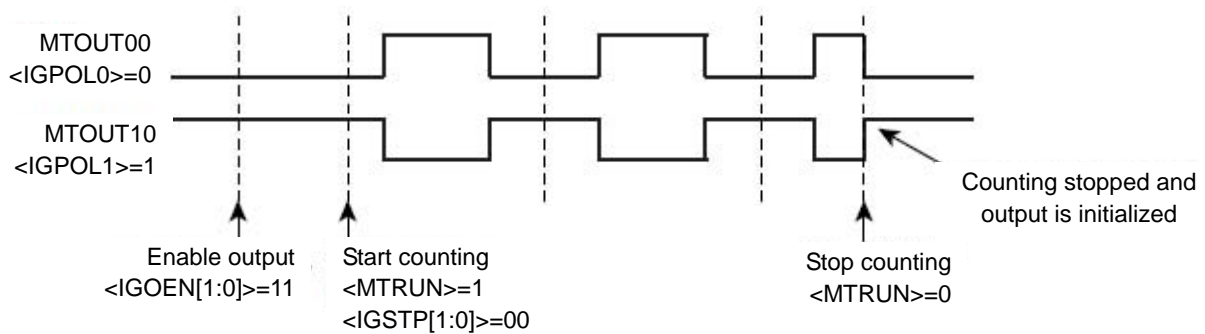 MTOUT00
<IGPOL0>=0
MTOUT10
<IGPOL1>=1
Counting stopped and
output is initialized
Enable output
<IGOEN[1:0]>=11
Start counting
<MTRUN>=1
<IGSTP[1:0]>=00
Stop counting
<MTRUN>=0